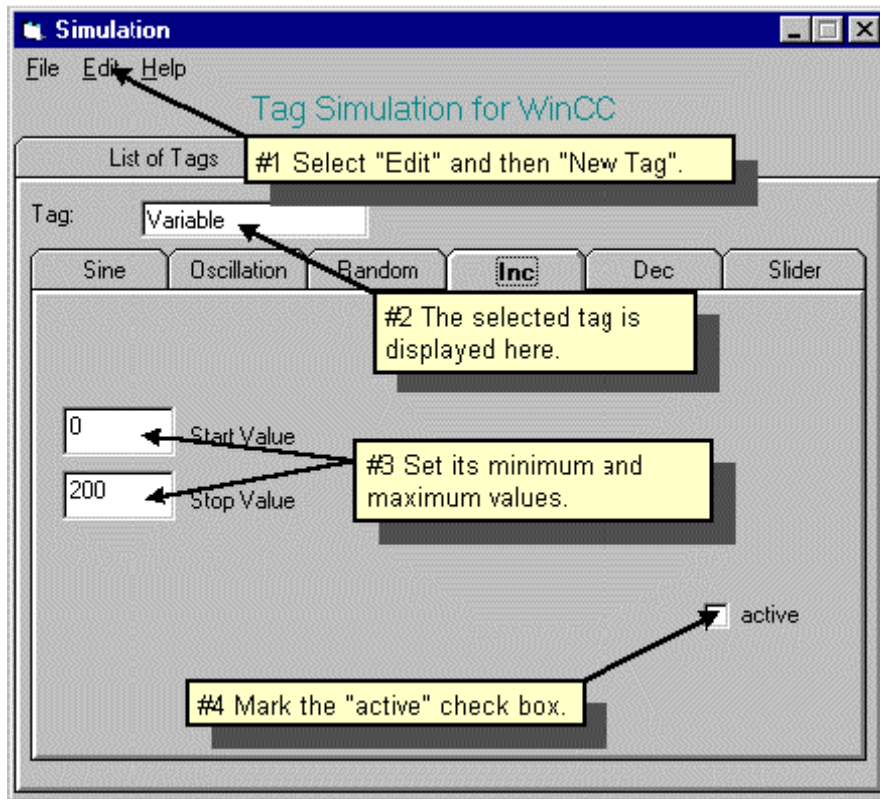 Simulation
File Edit Help
Tag Simulation for WinCC
#1 Select "Edit" and then "New Tag".
List of Tags
Tag:
Variable
Sine Oscillation Random Inc Dec Slider
#2 The selected tag is
displayed here.
0
Start Value
#3 Set its minimum and
maximum values.
200
Stop Value
active
#4 Mark the "active" check box.